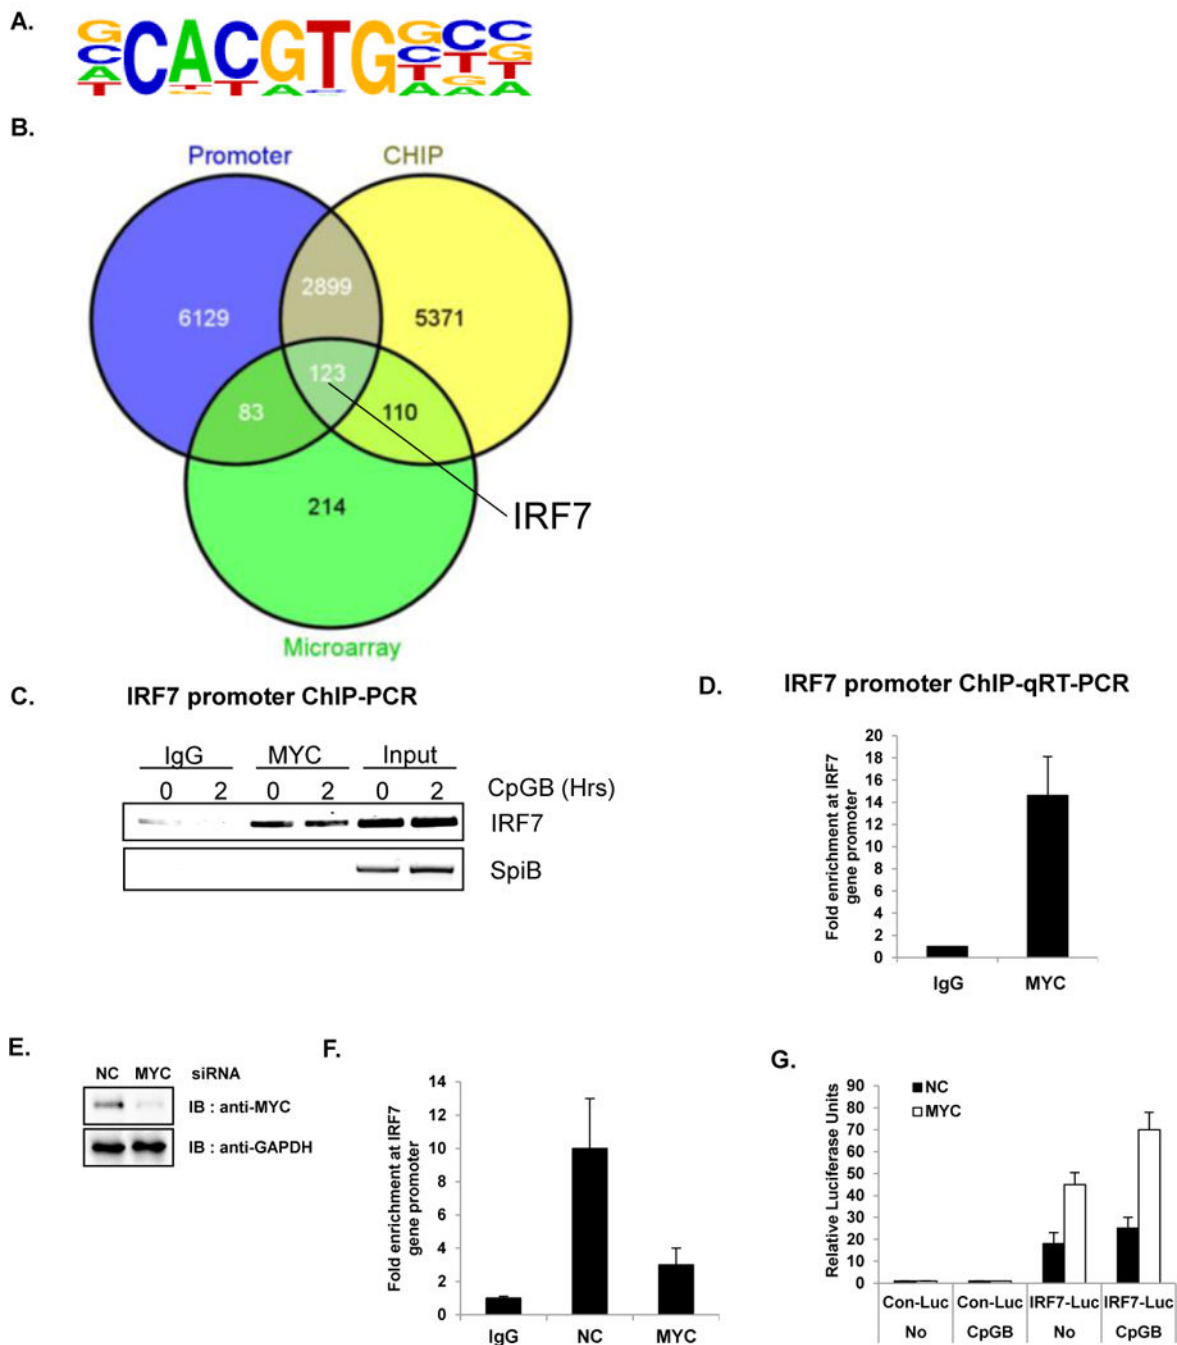 A.
GCACGTGGCC
CCTT
ATGG
TAAA
B.
Promoter CHIP
2899
6129 5371
123
83 110
214
IRF7
Microarray
C. IRF7 promoter ChIP-PCR
IgG MYC Input
0 2 0 2 0 2 CpGB (Hrs)
IRF7
SpiB
D. IRF7 promoter ChIP-qRT-PCR
Fold enrichment at IRF7
gene promoter
20
18
16
14
12
10
8
6
4
2
0
IgG MYC
E.
NC MYC siRNA
IB : anti-MYC
IB : anti-GAPDH
F.
Fold enrichment at IRF7
gene promoter
14
12
10
8
6
4
2
0
IgG NC MYC
G.
Relative Luciferase Units
90
80
70
60
50
40
30
20
10
0
NC
MYC
Con-Luc Con-Luc IRF7-Luc IRF7-Luc
No CpGB No CpGB